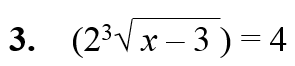 3. (2³√x – 3) = 4